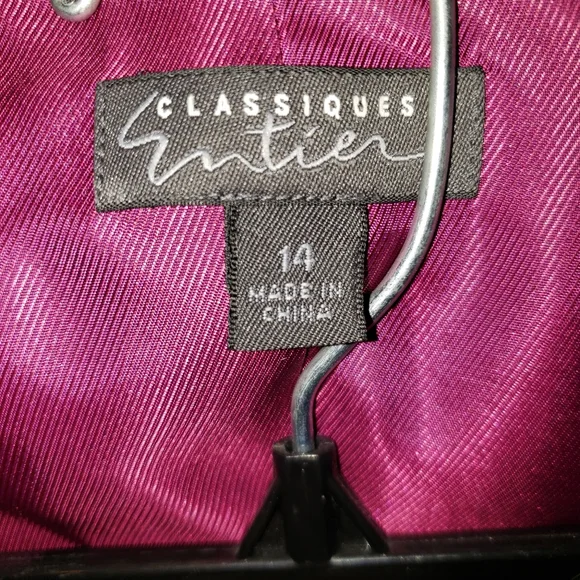 CLASSIQUES
Entier
14
MADE IN
CHINA